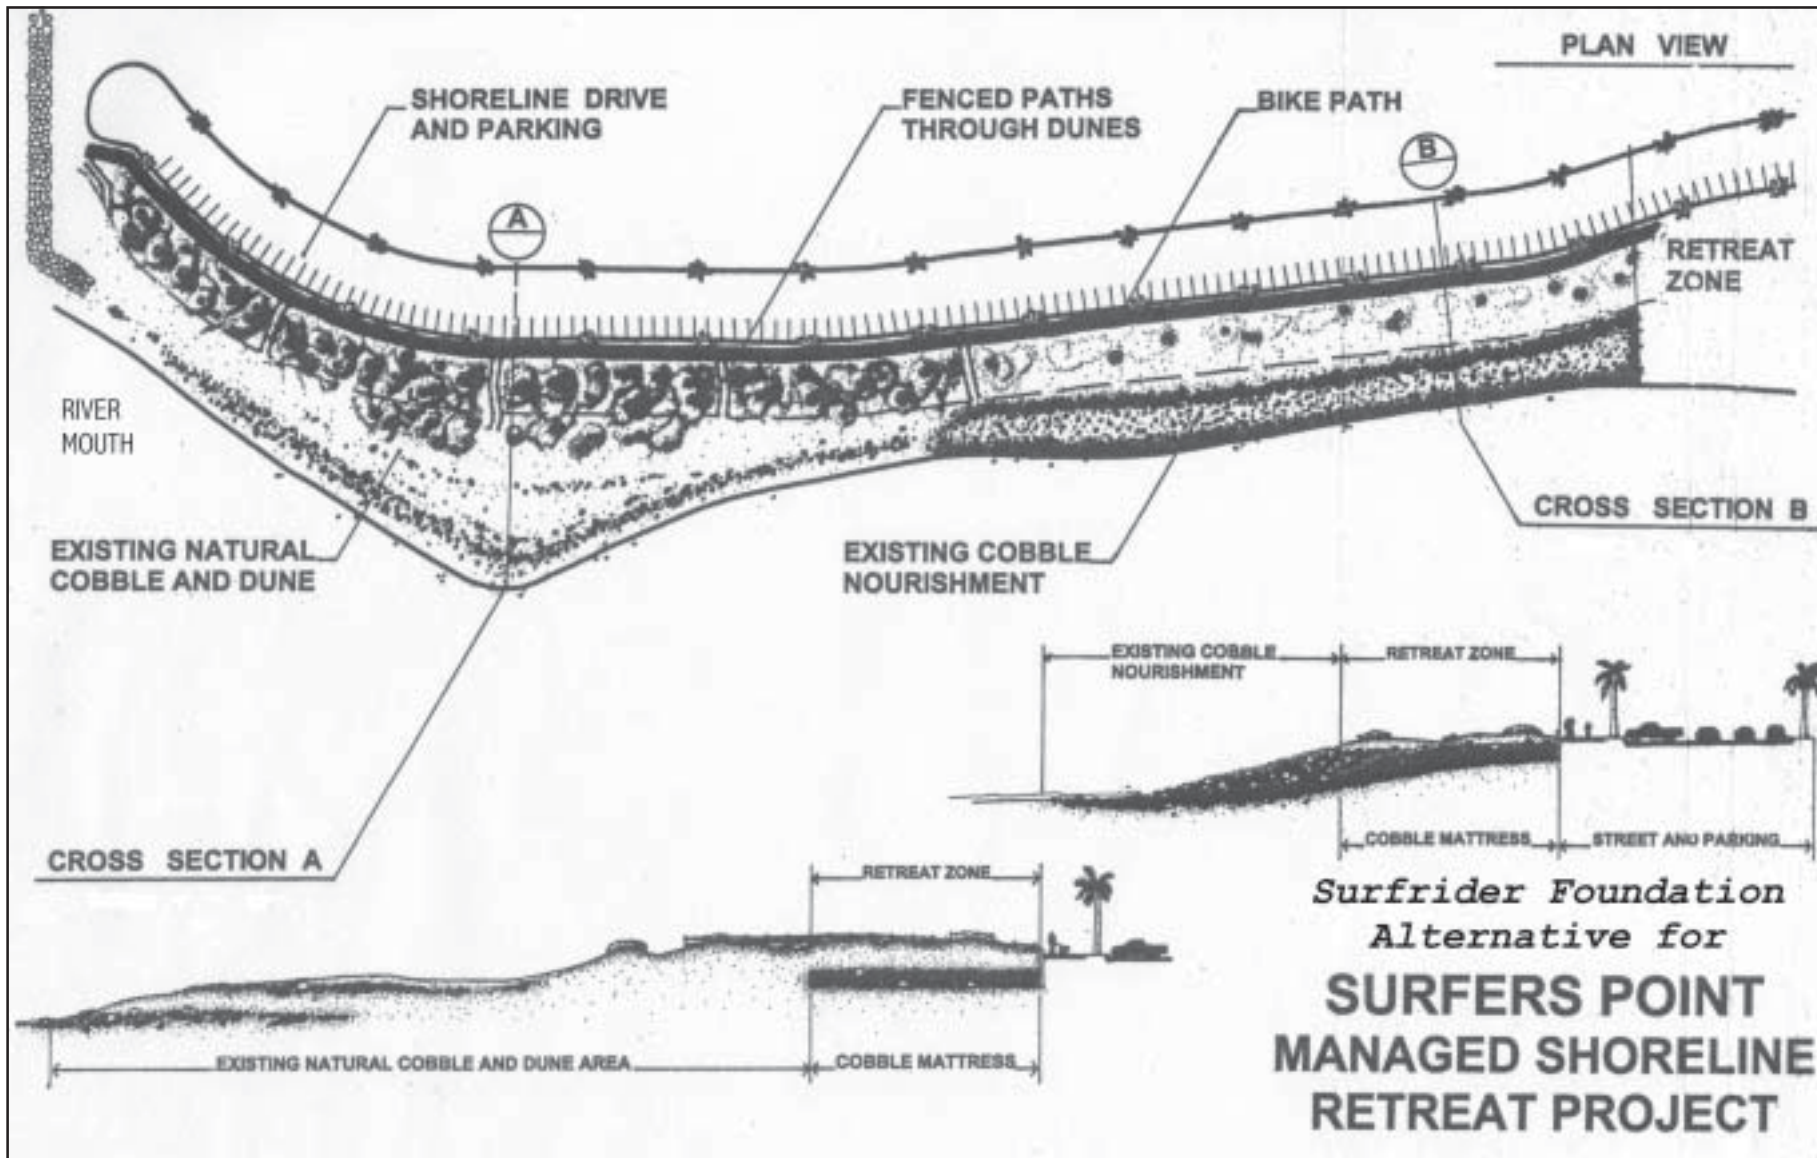 PLAN VIEW
SHORELINE DRIVE
AND PARKING
FENCED PATHS
THROUGH DUNES
BIKE PATH
A
B
RETREAT
ZONE
RIVER
MOUTH
EXISTING NATURAL
COBBLE AND DUNE
EXISTING COBBLE
NOURISHMENT
CROSS SECTION B
EXISTING COBBLE
NOURISHMENT
RETREAT ZONE
COBBLE MATTRESS
STREET AND PARKING
CROSS SECTION A
RETREAT ZONE
EXISTING NATURAL COBBLE AND DUNE AREA
COBBLE MATTRESS
Surfrider Foundation
Alternative for
SURFERS POINT
MANAGED SHORELINE
RETREAT PROJECT